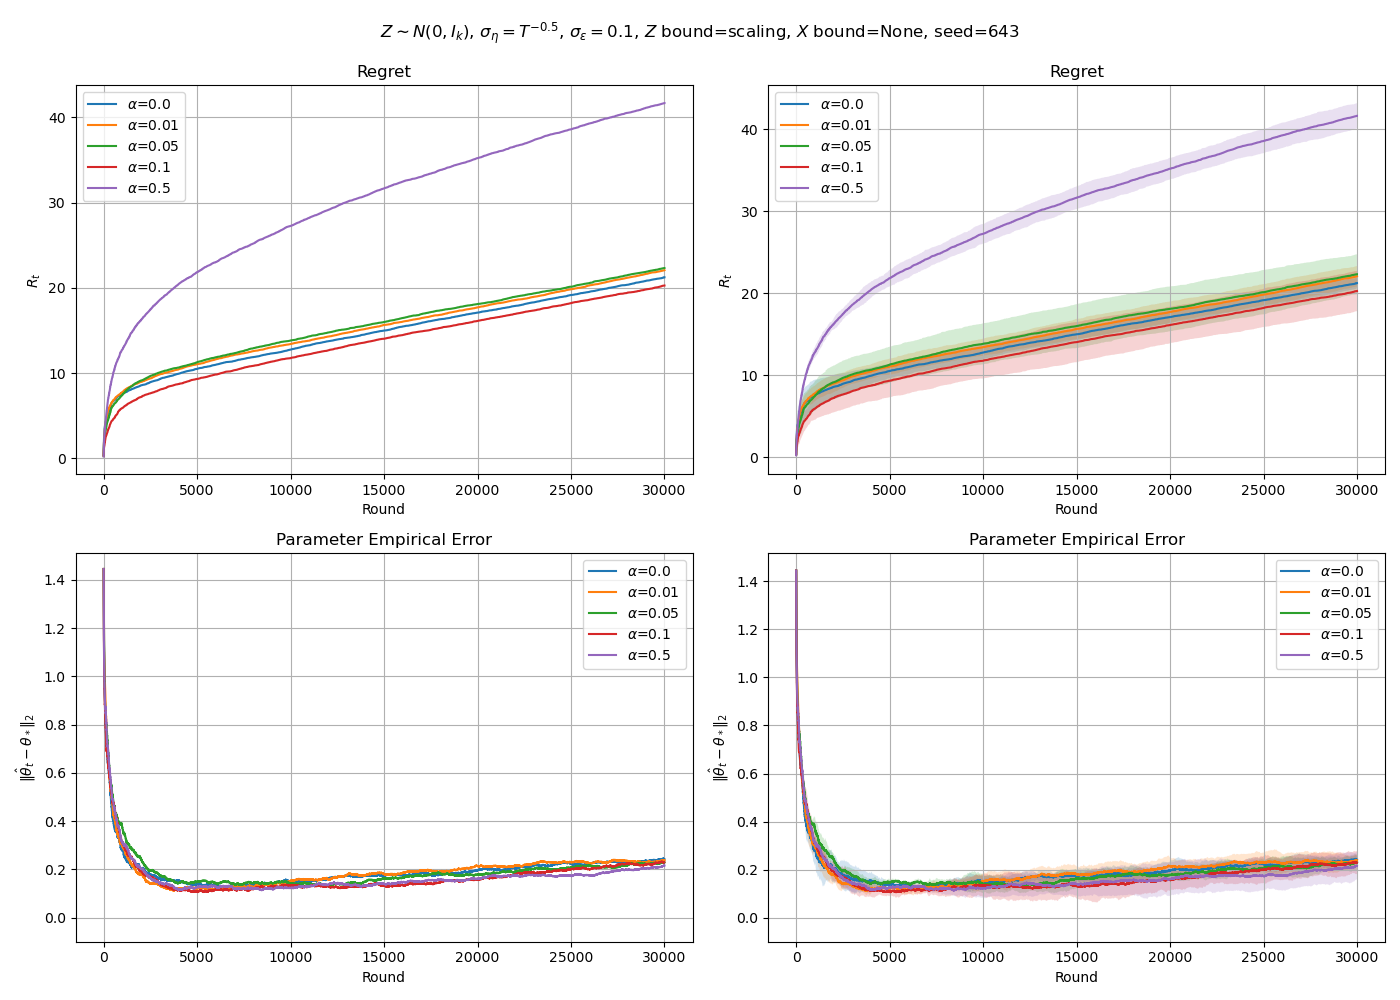 Z ∼ N(0, I_k), σ_η = T^{−0.5}, σ_ε = 0.1, Z bound=scaling, X bound=None, seed=643
Regret
R_t
40
30
20
10
0
α=0.0
α=0.01
α=0.05
α=0.1
α=0.5
0 5000 10000 15000 20000 25000 30000
Round
Regret
R_t
40
30
20
10
0
α=0.0
α=0.01
α=0.05
α=0.1
α=0.5
0 5000 10000 15000 20000 25000 30000
Round
Parameter Empirical Error
‖θ̂_t − θ_*‖₂
1.4
1.2
1.0
0.8
0.6
0.4
0.2
0.0
α=0.0
α=0.01
α=0.05
α=0.1
α=0.5
0 5000 10000 15000 20000 25000 30000
Round
Parameter Empirical Error
‖θ̂_t − θ_*‖₂
1.4
1.2
1.0
0.8
0.6
0.4
0.2
0.0
α=0.0
α=0.01
α=0.05
α=0.1
α=0.5
0 5000 10000 15000 20000 25000 30000
Round